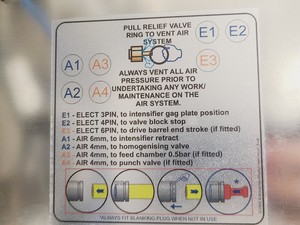 PULL RELIEF VALVE
RING TO VENT AIR
SYSTEM
E1 E2
A1 A3 E3
ALWAYS VENT ALL AIR
PRESSURE PRIOR TO
UNDERTAKING ANY WORK/
MAINTENANCE ON THE
AIR SYSTEM.
A2 A4
E1 - ELECT 3PIN, to intensifier gag plate position
E2 - ELECT 4PIN, to valve block stop
E3 - ELECT 6PIN, to drive barrel end stroke (if fitted)
A1 - AIR 6mm, to intensifier retract
A2 - AIR 4mm, to homogenising valve
A3 - AIR 4mm, to feed chamber 0.5bar (if fitted)
A4 - AIR 4mm, to punch valve (if fitted)
*ALWAYS FIT BLANKING PLUG WHEN NOT IN USE